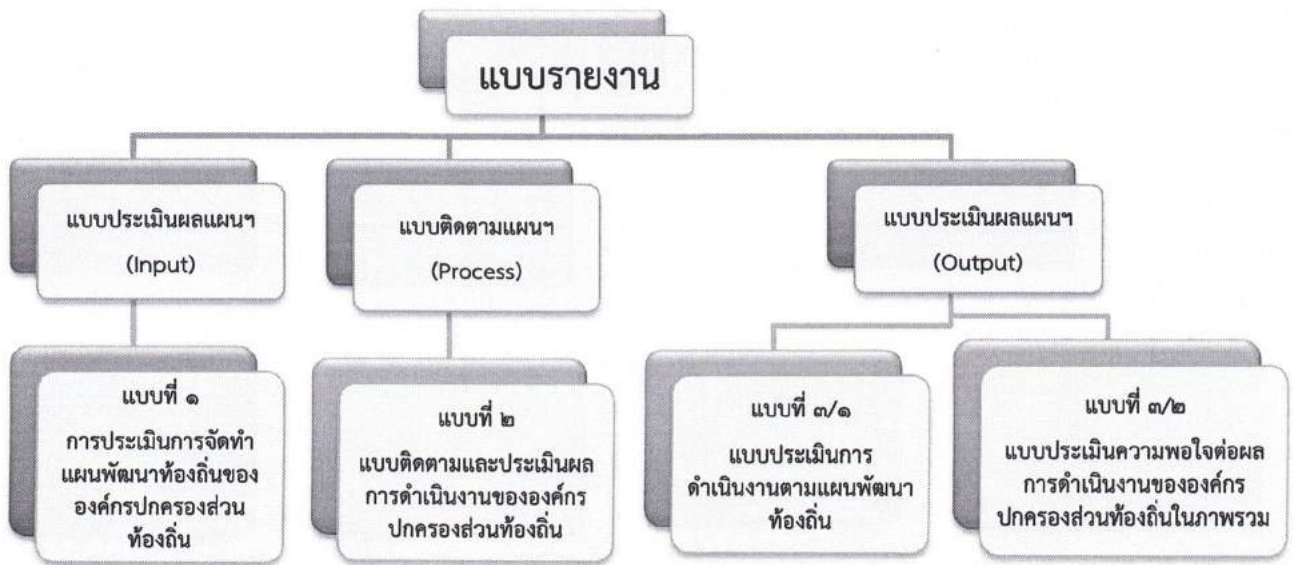 แบบรายงาน
แบบประเมินผลแผนฯ
(Input)
แบบติดตามแผนฯ
(Process)
แบบประเมินผลแผนฯ
(Output)
แบบที่ ๑
การประเมินการจัดทำ
แผนพัฒนาท้องถิ่นของ
องค์กรปกครองส่วน
ท้องถิ่น
แบบที่ ๒
แบบติดตามและประเมินผล
การดำเนินงานขององค์กร
ปกครองส่วนท้องถิ่น
แบบที่ ๓/๑
แบบประเมินการ
ดำเนินงานตามแผนพัฒนา
ท้องถิ่น
แบบที่ ๓/๒
แบบประเมินความพอใจต่อผล
การดำเนินงานขององค์กร
ปกครองส่วนท้องถิ่นในภาพรวม